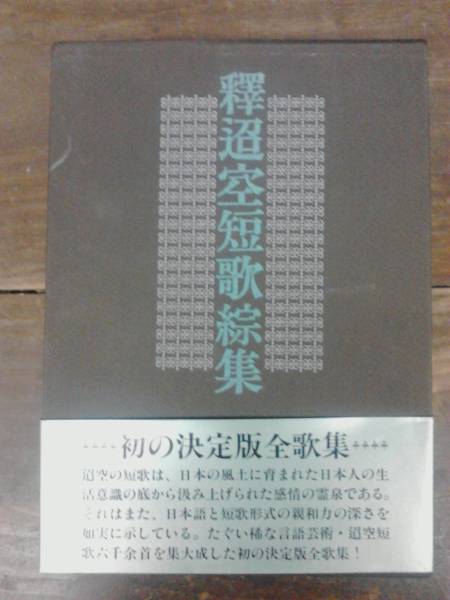 釋迢空短歌綜集
初の決定版全歌集
迢空の短歌は、日本の風土に育まれた日本人の生
活意識の底から汲み上げられた感情の霊泉である。
それはまた、日本語と短歌形式の親和力の深さを
如実に示している。たぐい稀な言語芸術・迢空短
歌六千余首を集大成した初の決定版全歌集!